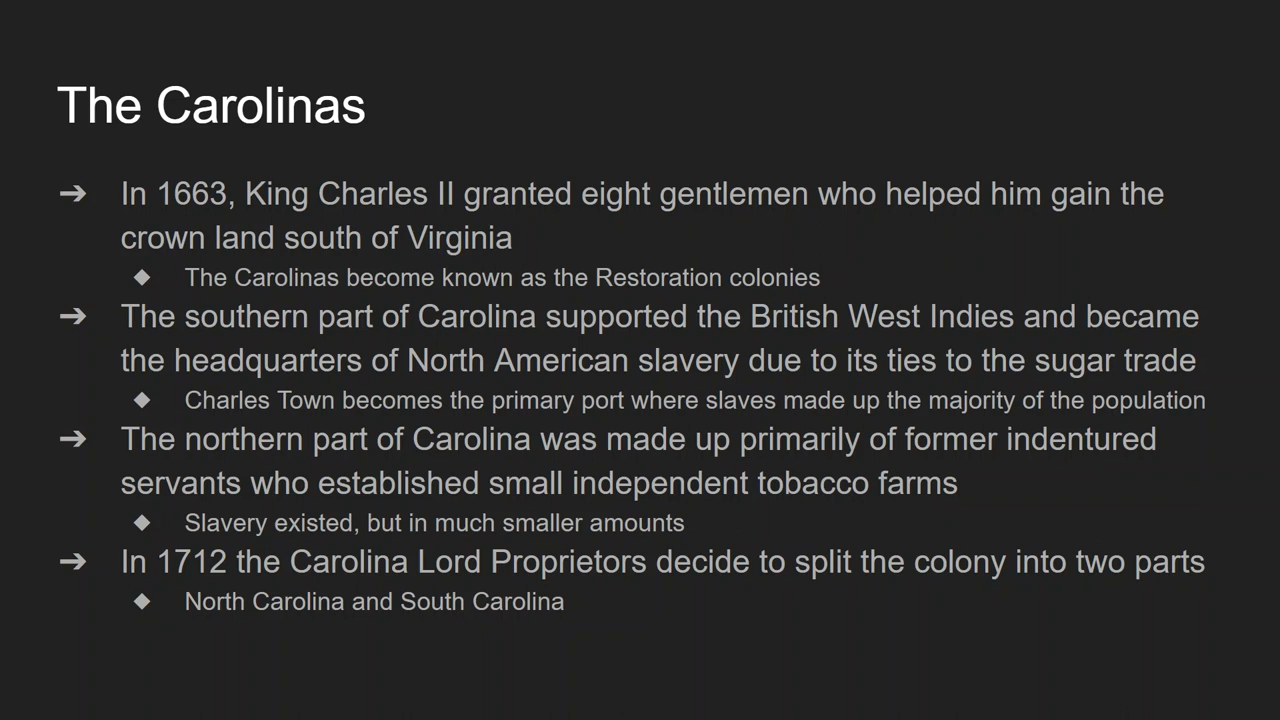 The Carolinas
➔ In 1663, King Charles II granted eight gentlemen who helped him gain the
crown land south of Virginia
◆ The Carolinas become known as the Restoration colonies
➔ The southern part of Carolina supported the British West Indies and became
the headquarters of North American slavery due to its ties to the sugar trade
◆ Charles Town becomes the primary port where slaves made up the majority of the population
➔ The northern part of Carolina was made up primarily of former indentured
servants who established small independent tobacco farms
◆ Slavery existed, but in much smaller amounts
➔ In 1712 the Carolina Lord Proprietors decide to split the colony into two parts
◆ North Carolina and South Carolina